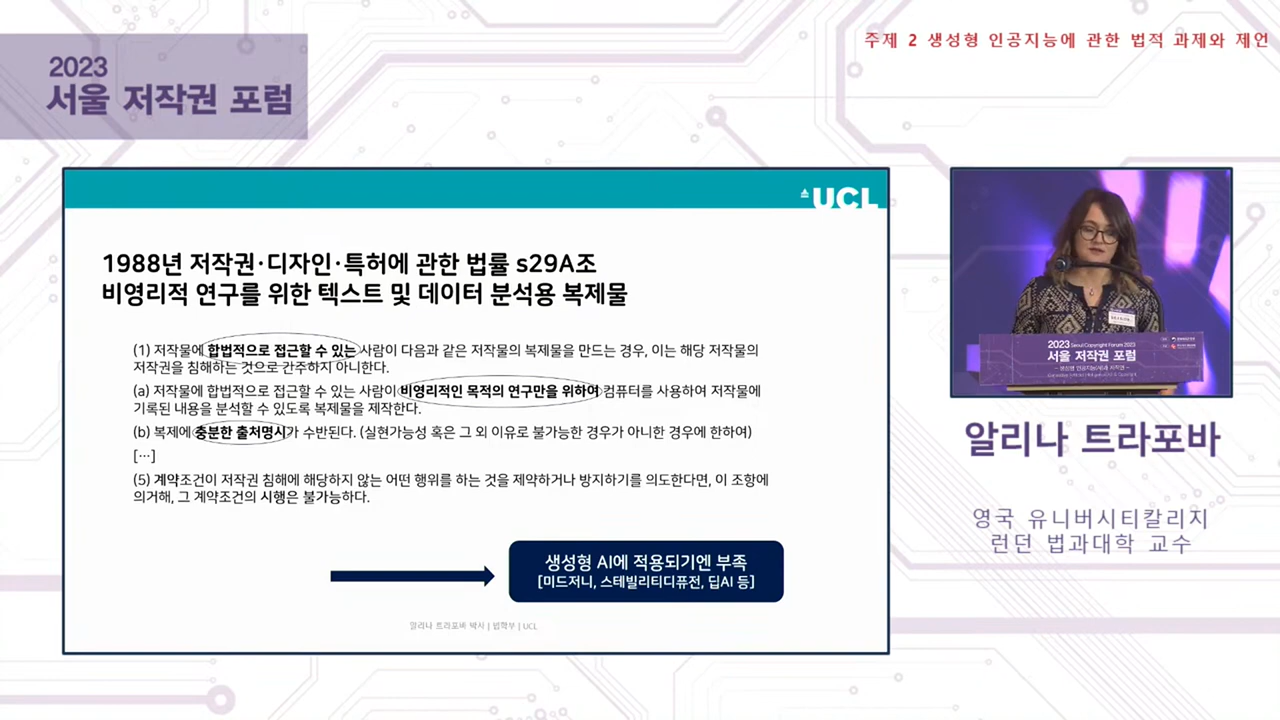 주제 2 생성형 인공지능에 관한 법적 과제와 제언
2023
서울 저작권 포럼
UCL
1988년 저작권·디자인·특허에 관한 법률 s29A조
비영리적 연구를 위한 텍스트 및 데이터 분석용 복제물
(1) 저작물에 합법적으로 접근할 수 있는 사람이 다음과 같은 저작물의 복제물을 만드는 경우, 이는 해당 저작물의
저작권을 침해하는 것으로 간주하지 아니한다.
(a) 저작물에 합법적으로 접근할 수 있는 사람이 비영리적인 목적의 연구만을 위하여 컴퓨터를 사용하여 저작물에
기록된 내용을 분석할 수 있도록 복제물을 제작한다.
(b) 복제에 충분한 출처명시가 수반된다. (실현가능성 혹은 그 외 이유로 불가능한 경우가 아니한 경우에 한하여)
[…]
(5) 계약조건이 저작권 침해에 해당하지 않는 어떤 행위를 하는 것을 제약하거나 방지하기를 의도한다면, 이 조항에
의거해, 그 계약조건의 시행은 불가능하다.
생성형 AI에 적용되기엔 부족
[미드저니, 스테빌리티디퓨전, 딥AI 등]
알리나 트라포바 박사 | 법학부 | UCL
2023 Seoul Copyright Forum 2023
서울 저작권 포럼
알리나 트라포바
영국 유니버시티칼리지
런던 법과대학 교수